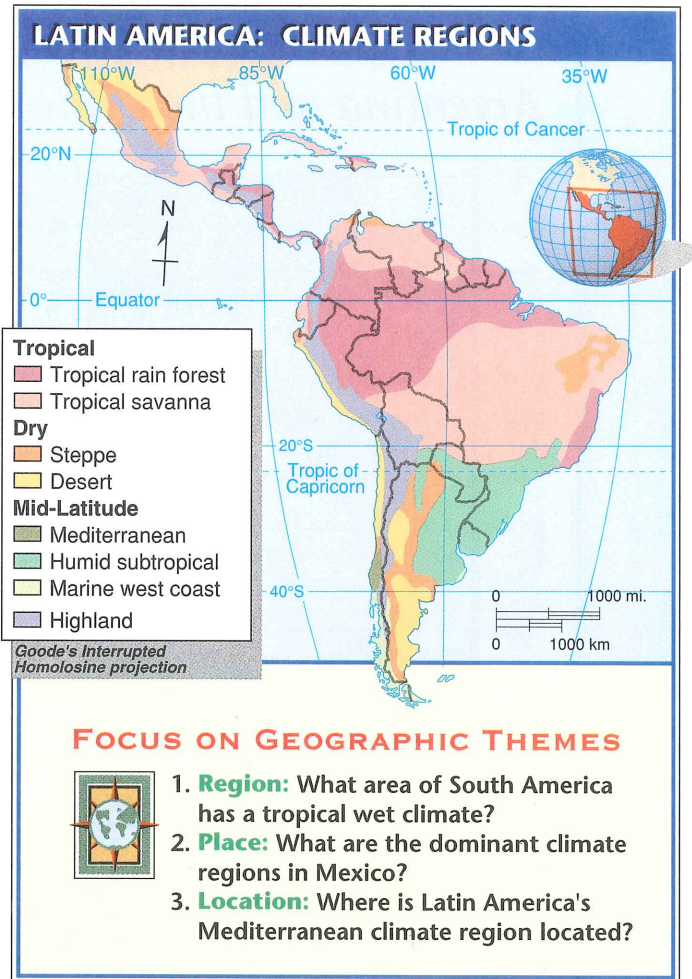 LATIN AMERICA: CLIMATE REGIONS
110°W
85°W
60°W
35°W
Tropic of Cancer
20°N
N
0°
Equator
Tropical
Tropical rain forest
Tropical savanna
Dry
Steppe
Desert
Mid-Latitude
Mediterranean
Humid subtropical
Marine west coast
Highland
Goode's Interrupted
Homolosine projection
20°S
Tropic of
Capricorn
40°S
0 1000 mi.
0 1000 km
FOCUS ON GEOGRAPHIC THEMES
1. Region: What area of South America
has a tropical wet climate?
2. Place: What are the dominant climate
regions in Mexico?
3. Location: Where is Latin America's
Mediterranean climate region located?